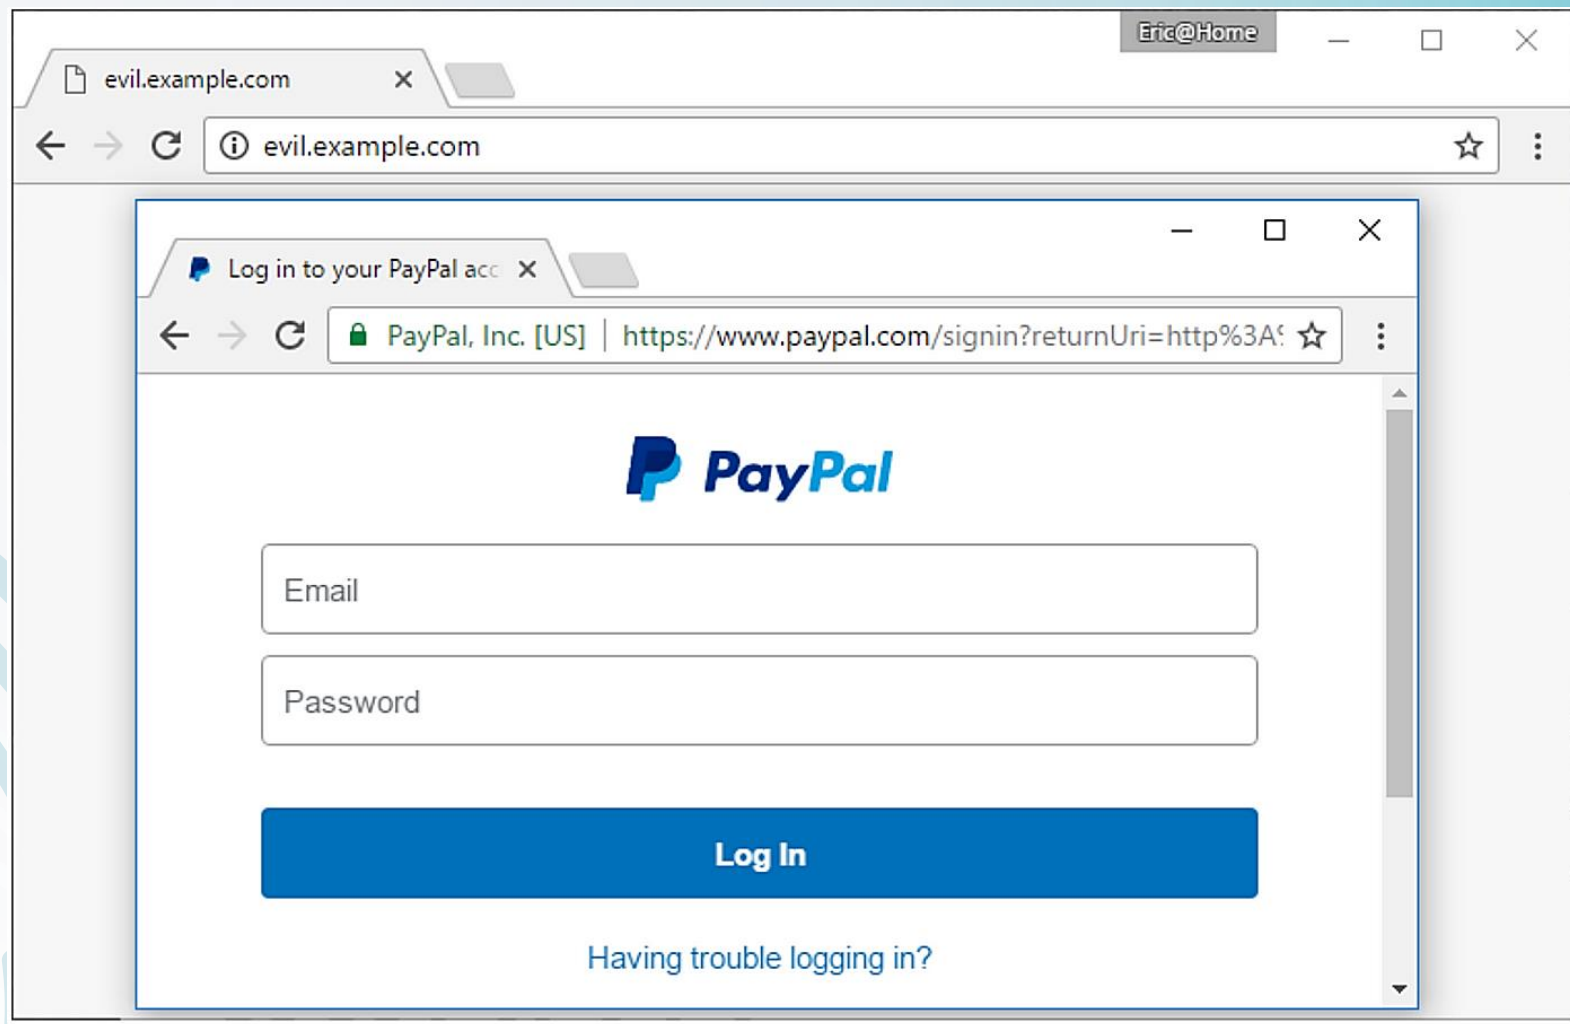 Eric@Home
evil.example.com
evil.example.com
Log in to your PayPal acc
PayPal, Inc. [US] | https://www.paypal.com/signin?returnUri=http%3A%
PayPal
Email
Password
Log In
Having trouble logging in?